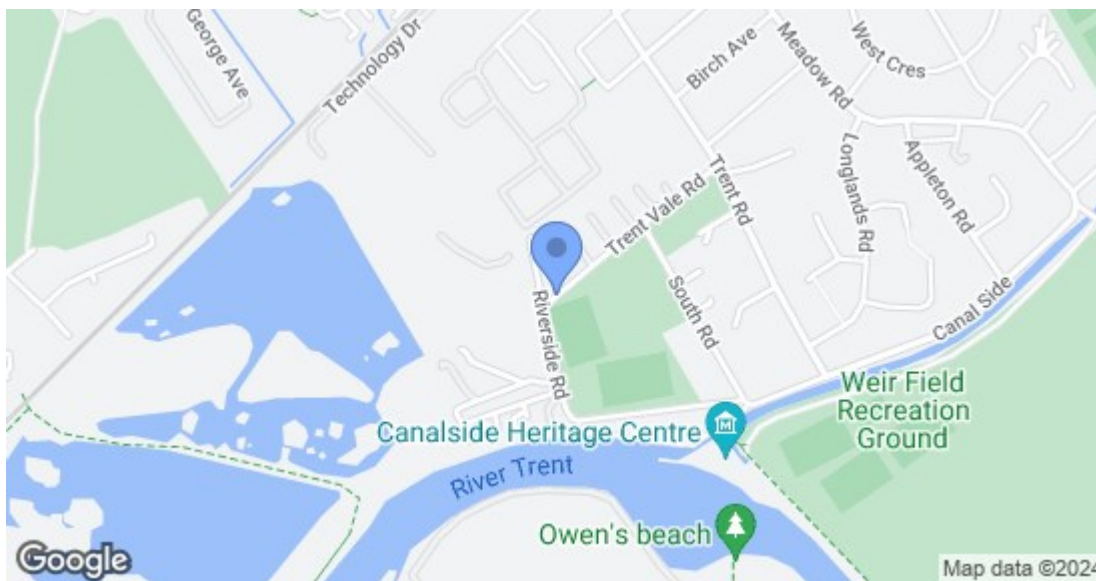 George Ave
Technology Dr
Birch Ave
West Cres
Meadow Rd
Longlands Rd
Appleton Rd
Trent Rd
Trent Vale Rd
South Rd
Riverside Rd
Canal Side
Weir Field
Recreation
Ground
Canalside Heritage Centre
M
River Trent
Owen's beach
Google
Map data ©2024